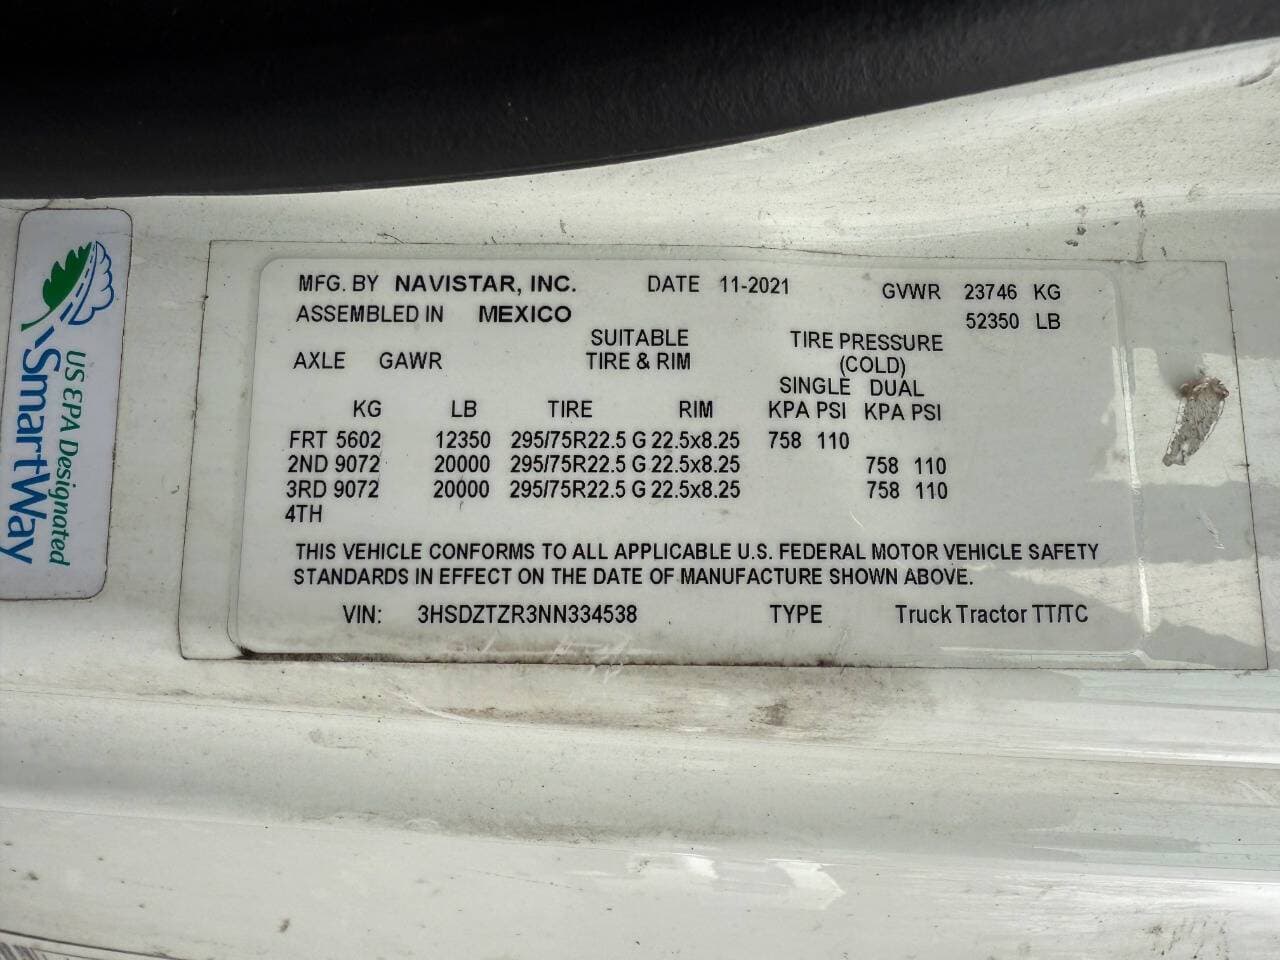 MFG. BY NAVISTAR, INC. DATE 11-2021 GVWR 23746 KG
ASSEMBLED IN MEXICO 52350 LB
SUITABLE TIRE PRESSURE
AXLE GAWR TIRE & RIM (COLD)
SINGLE DUAL
KG LB TIRE RIM KPA PSI KPA PSI
FRT 5602 12350 295/75R22.5 G 22.5x8.25 758 110
2ND 9072 20000 295/75R22.5 G 22.5x8.25 758 110
3RD 9072 20000 295/75R22.5 G 22.5x8.25 758 110
4TH
THIS VEHICLE CONFORMS TO ALL APPLICABLE U.S. FEDERAL MOTOR VEHICLE SAFETY
STANDARDS IN EFFECT ON THE DATE OF MANUFACTURE SHOWN ABOVE.
VIN: 3HSDZTZR3NN334538 TYPE Truck Tractor TT/TC
US EPA Designated
SmartWay